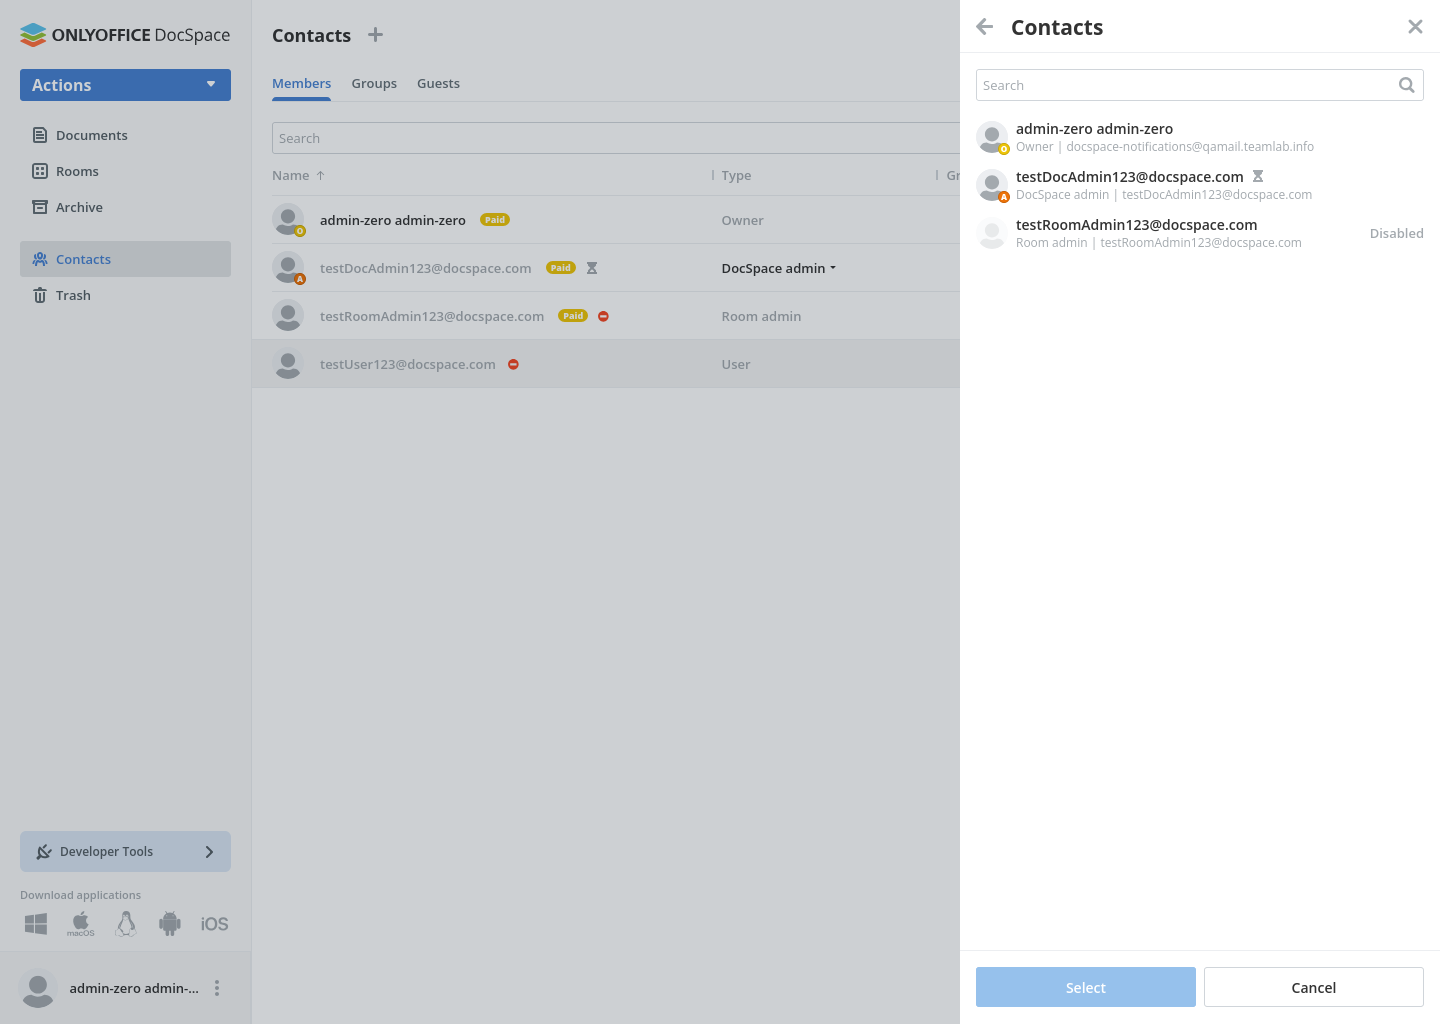 ONLYOFFICE DocSpace
Actions
Documents
Rooms
Archive
Contacts
Trash
Developer Tools
Download applications
macOS
iOS
admin-zero admin-...
Contacts
Members Groups Guests
Search
Name Type Gr
admin-zero admin-zero Paid Owner
O
testDocAdmin123@docspace.com Paid DocSpace admin
A
testRoomAdmin123@docspace.com Paid Room admin
testUser123@docspace.com User
Contacts
Search
admin-zero admin-zero
O Owner | docspace-notifications@qamail.teamlab.info
testDocAdmin123@docspace.com
A DocSpace admin | testDocAdmin123@docspace.com
testRoomAdmin123@docspace.com
Room admin | testRoomAdmin123@docspace.com
Disabled
Select Cancel